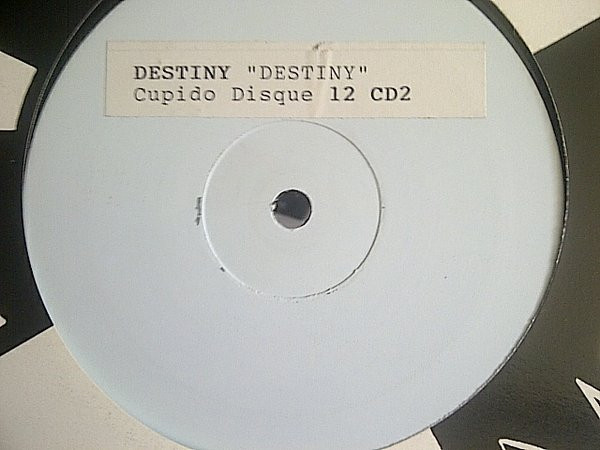 DESTINY "DESTINY"
Cupido Disque 12 CD2